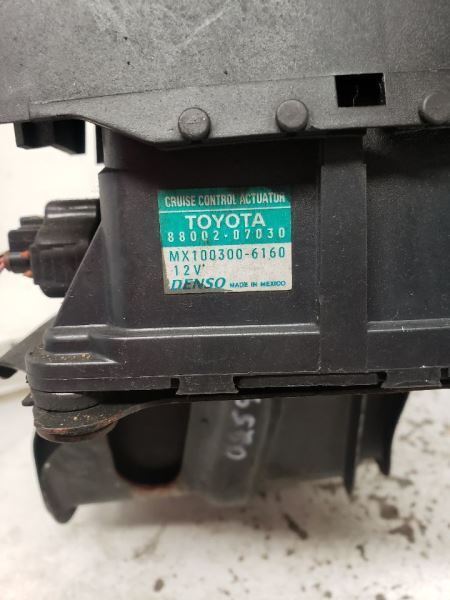 CRUISE CONTROL ACTUATOR
TOYOTA
88002-07030
MX100300-6160
12V
DENSO MADE IN MEXICO